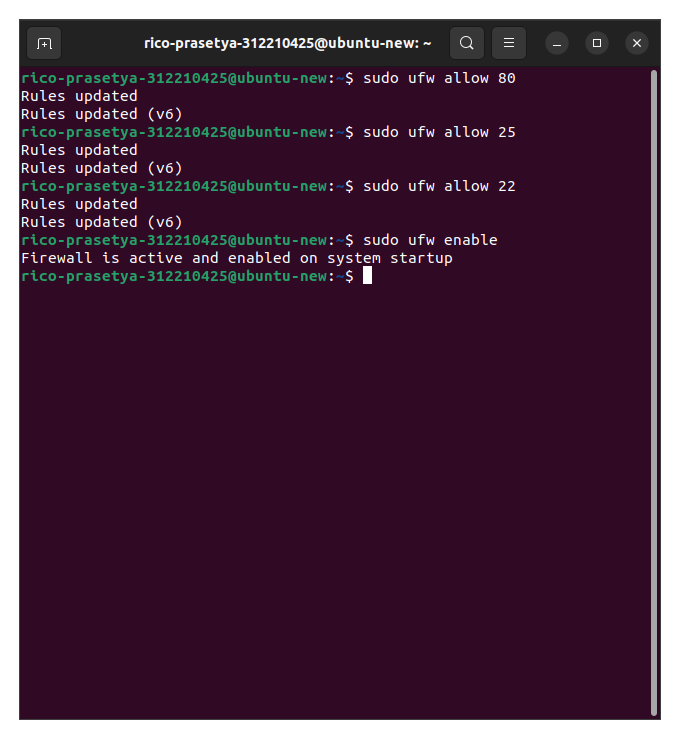 rico-prasetya-312210425@ubuntu-new: ~
rico-prasetya-312210425@ubuntu-new:~$ sudo ufw allow 80
Rules updated
Rules updated (v6)
rico-prasetya-312210425@ubuntu-new:~$ sudo ufw allow 25
Rules updated
Rules updated (v6)
rico-prasetya-312210425@ubuntu-new:~$ sudo ufw allow 22
Rules updated
Rules updated (v6)
rico-prasetya-312210425@ubuntu-new:~$ sudo ufw enable
Firewall is active and enabled on system startup
rico-prasetya-312210425@ubuntu-new:~$